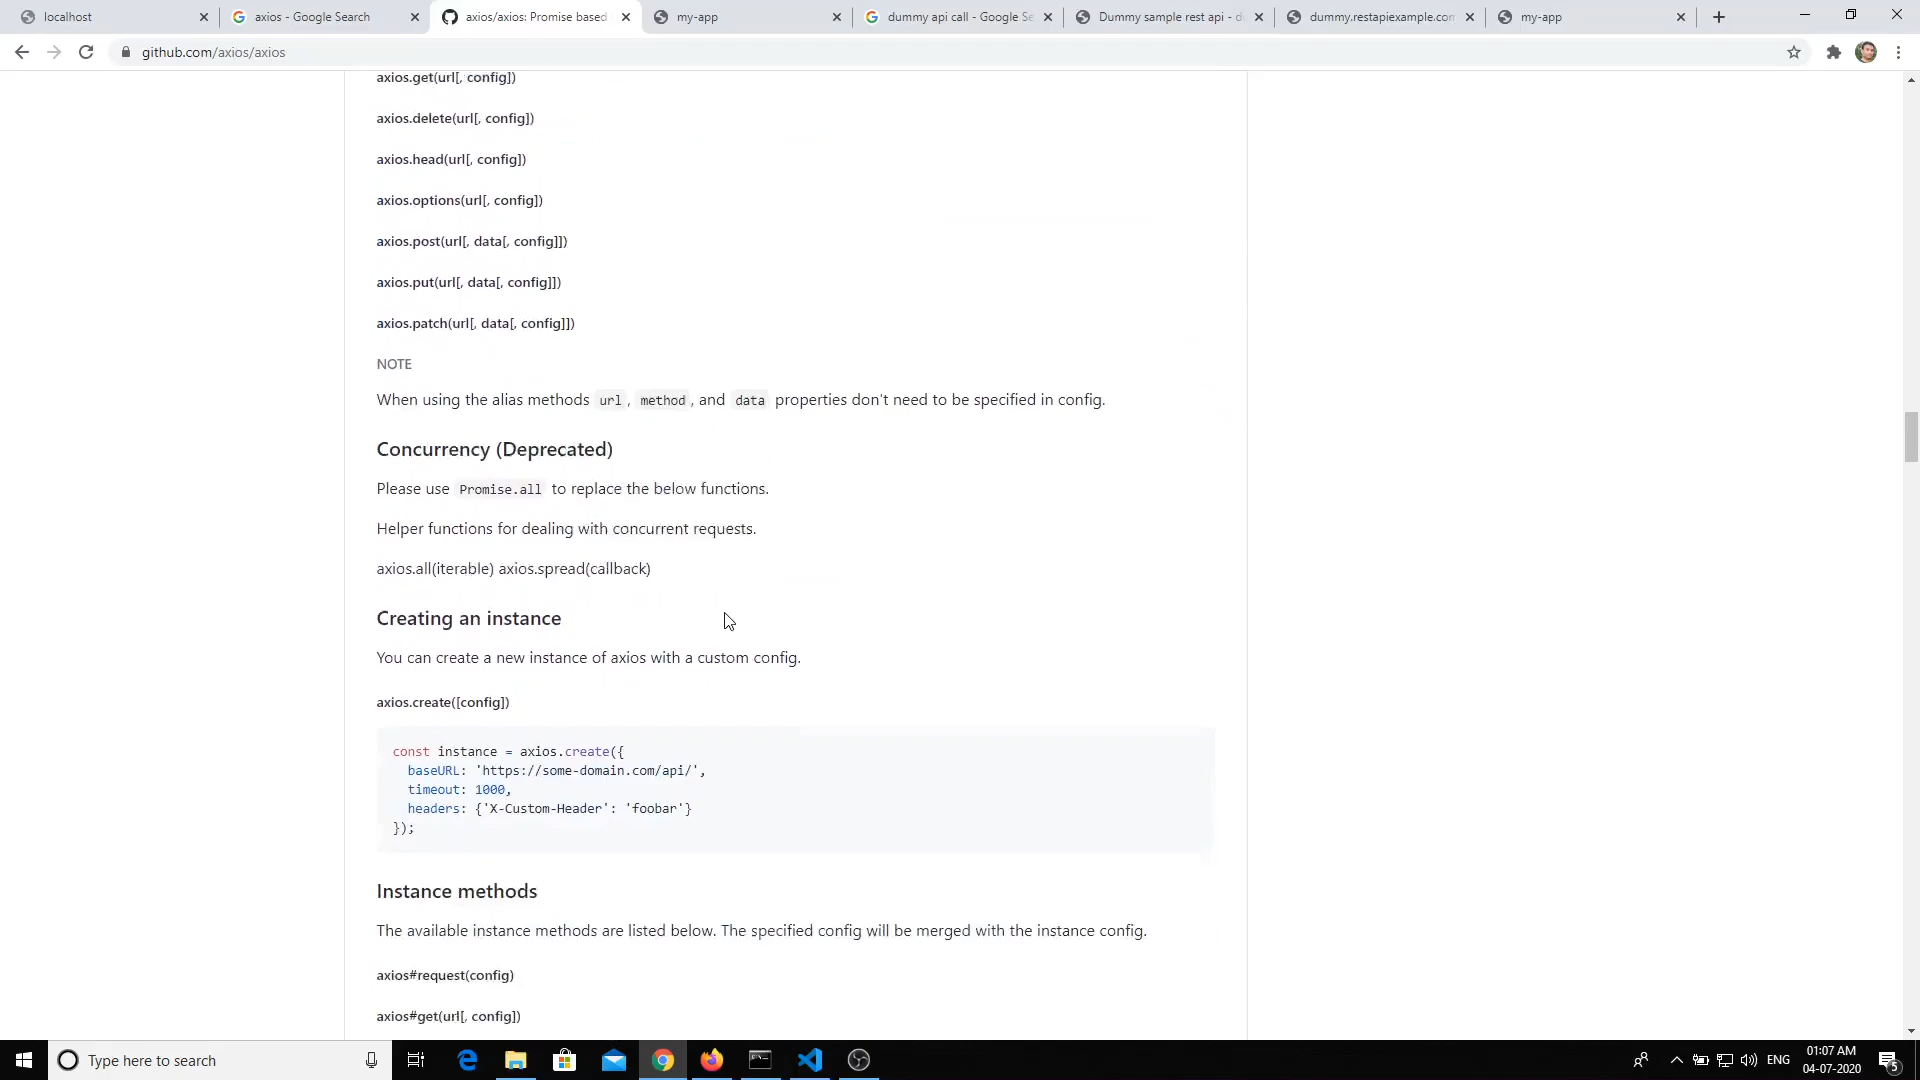 localhost
axios - Google Search
axios/axios: Promise based
my-app
dummy api call - Google Se
Dummy sample rest api - d
dummy.restapiexample.com
my-app
github.com/axios/axios
axios.get(url[, config])
axios.delete(url[, config])
axios.head(url[, config])
axios.options(url[, config])
axios.post(url[, data[, config]])
axios.put(url[, data[, config]])
axios.patch(url[, data[, config]])
NOTE
When using the alias methods url, method, and data properties don't need to be specified in config.
Concurrency (Deprecated)
Please use Promise.all to replace the below functions.
Helper functions for dealing with concurrent requests.
axios.all(iterable) axios.spread(callback)
Creating an instance
You can create a new instance of axios with a custom config.
axios.create([config])
const instance = axios.create({
baseURL: 'https://some-domain.com/api/',
timeout: 1000,
headers: {'X-Custom-Header': 'foobar'}
});
Instance methods
The available instance methods are listed below. The specified config will be merged with the instance config.
axios#request(config)
axios#get(url[, config])
Type here to search
ENG
01:07 AM
04-07-2020
5